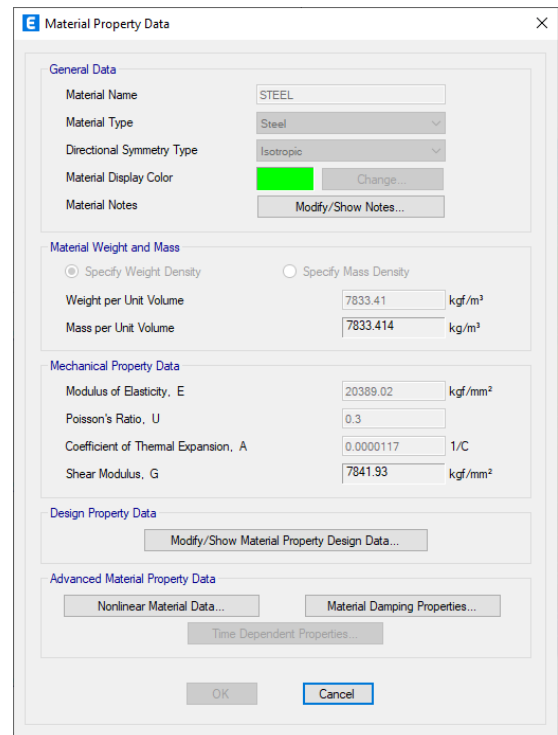 E Material Property Data
General Data
Material Name STEEL
Material Type Steel
Directional Symmetry Type Isotropic
Material Display Color Change...
Material Notes Modify/Show Notes...
Material Weight and Mass
Specify Weight Density Specify Mass Density
Weight per Unit Volume 7833.41 kgf/m³
Mass per Unit Volume 7833.414 kg/m³
Mechanical Property Data
Modulus of Elasticity, E 20389.02 kgf/mm²
Poisson's Ratio, U 0.3
Coefficient of Thermal Expansion, A 0.0000117 1/C
Shear Modulus, G 7841.93 kgf/mm²
Design Property Data
Modify/Show Material Property Design Data...
Advanced Material Property Data
Nonlinear Material Data... Material Damping Properties...
Time Dependent Properties...
OK Cancel